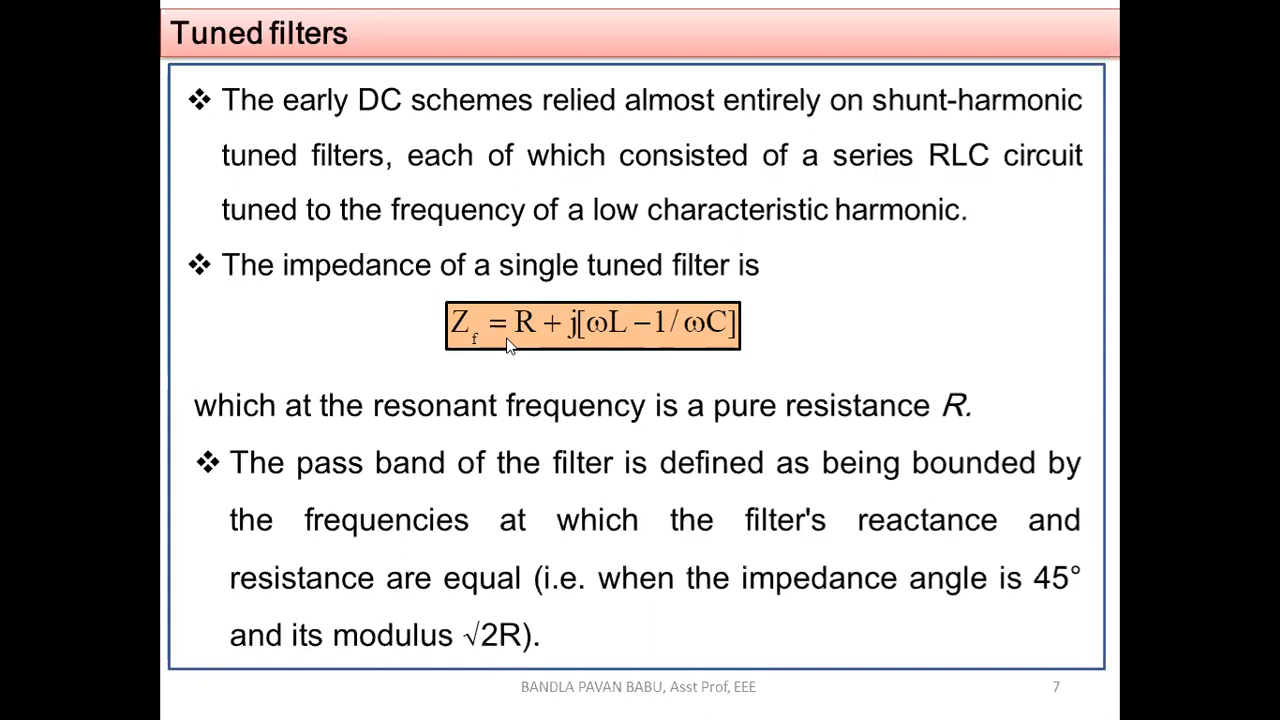 Tuned filters
❖ The early DC schemes relied almost entirely on shunt-harmonic
tuned filters, each of which consisted of a series RLC circuit
tuned to the frequency of a low characteristic harmonic.
❖ The impedance of a single tuned filter is
Z_f = R + j[ωL − 1/ ωC]
which at the resonant frequency is a pure resistance R.
❖ The pass band of the filter is defined as being bounded by
the frequencies at which the filter's reactance and
resistance are equal (i.e. when the impedance angle is 45°
and its modulus √2R).
BANDLA PAVAN BABU, Asst Prof, EEE
7